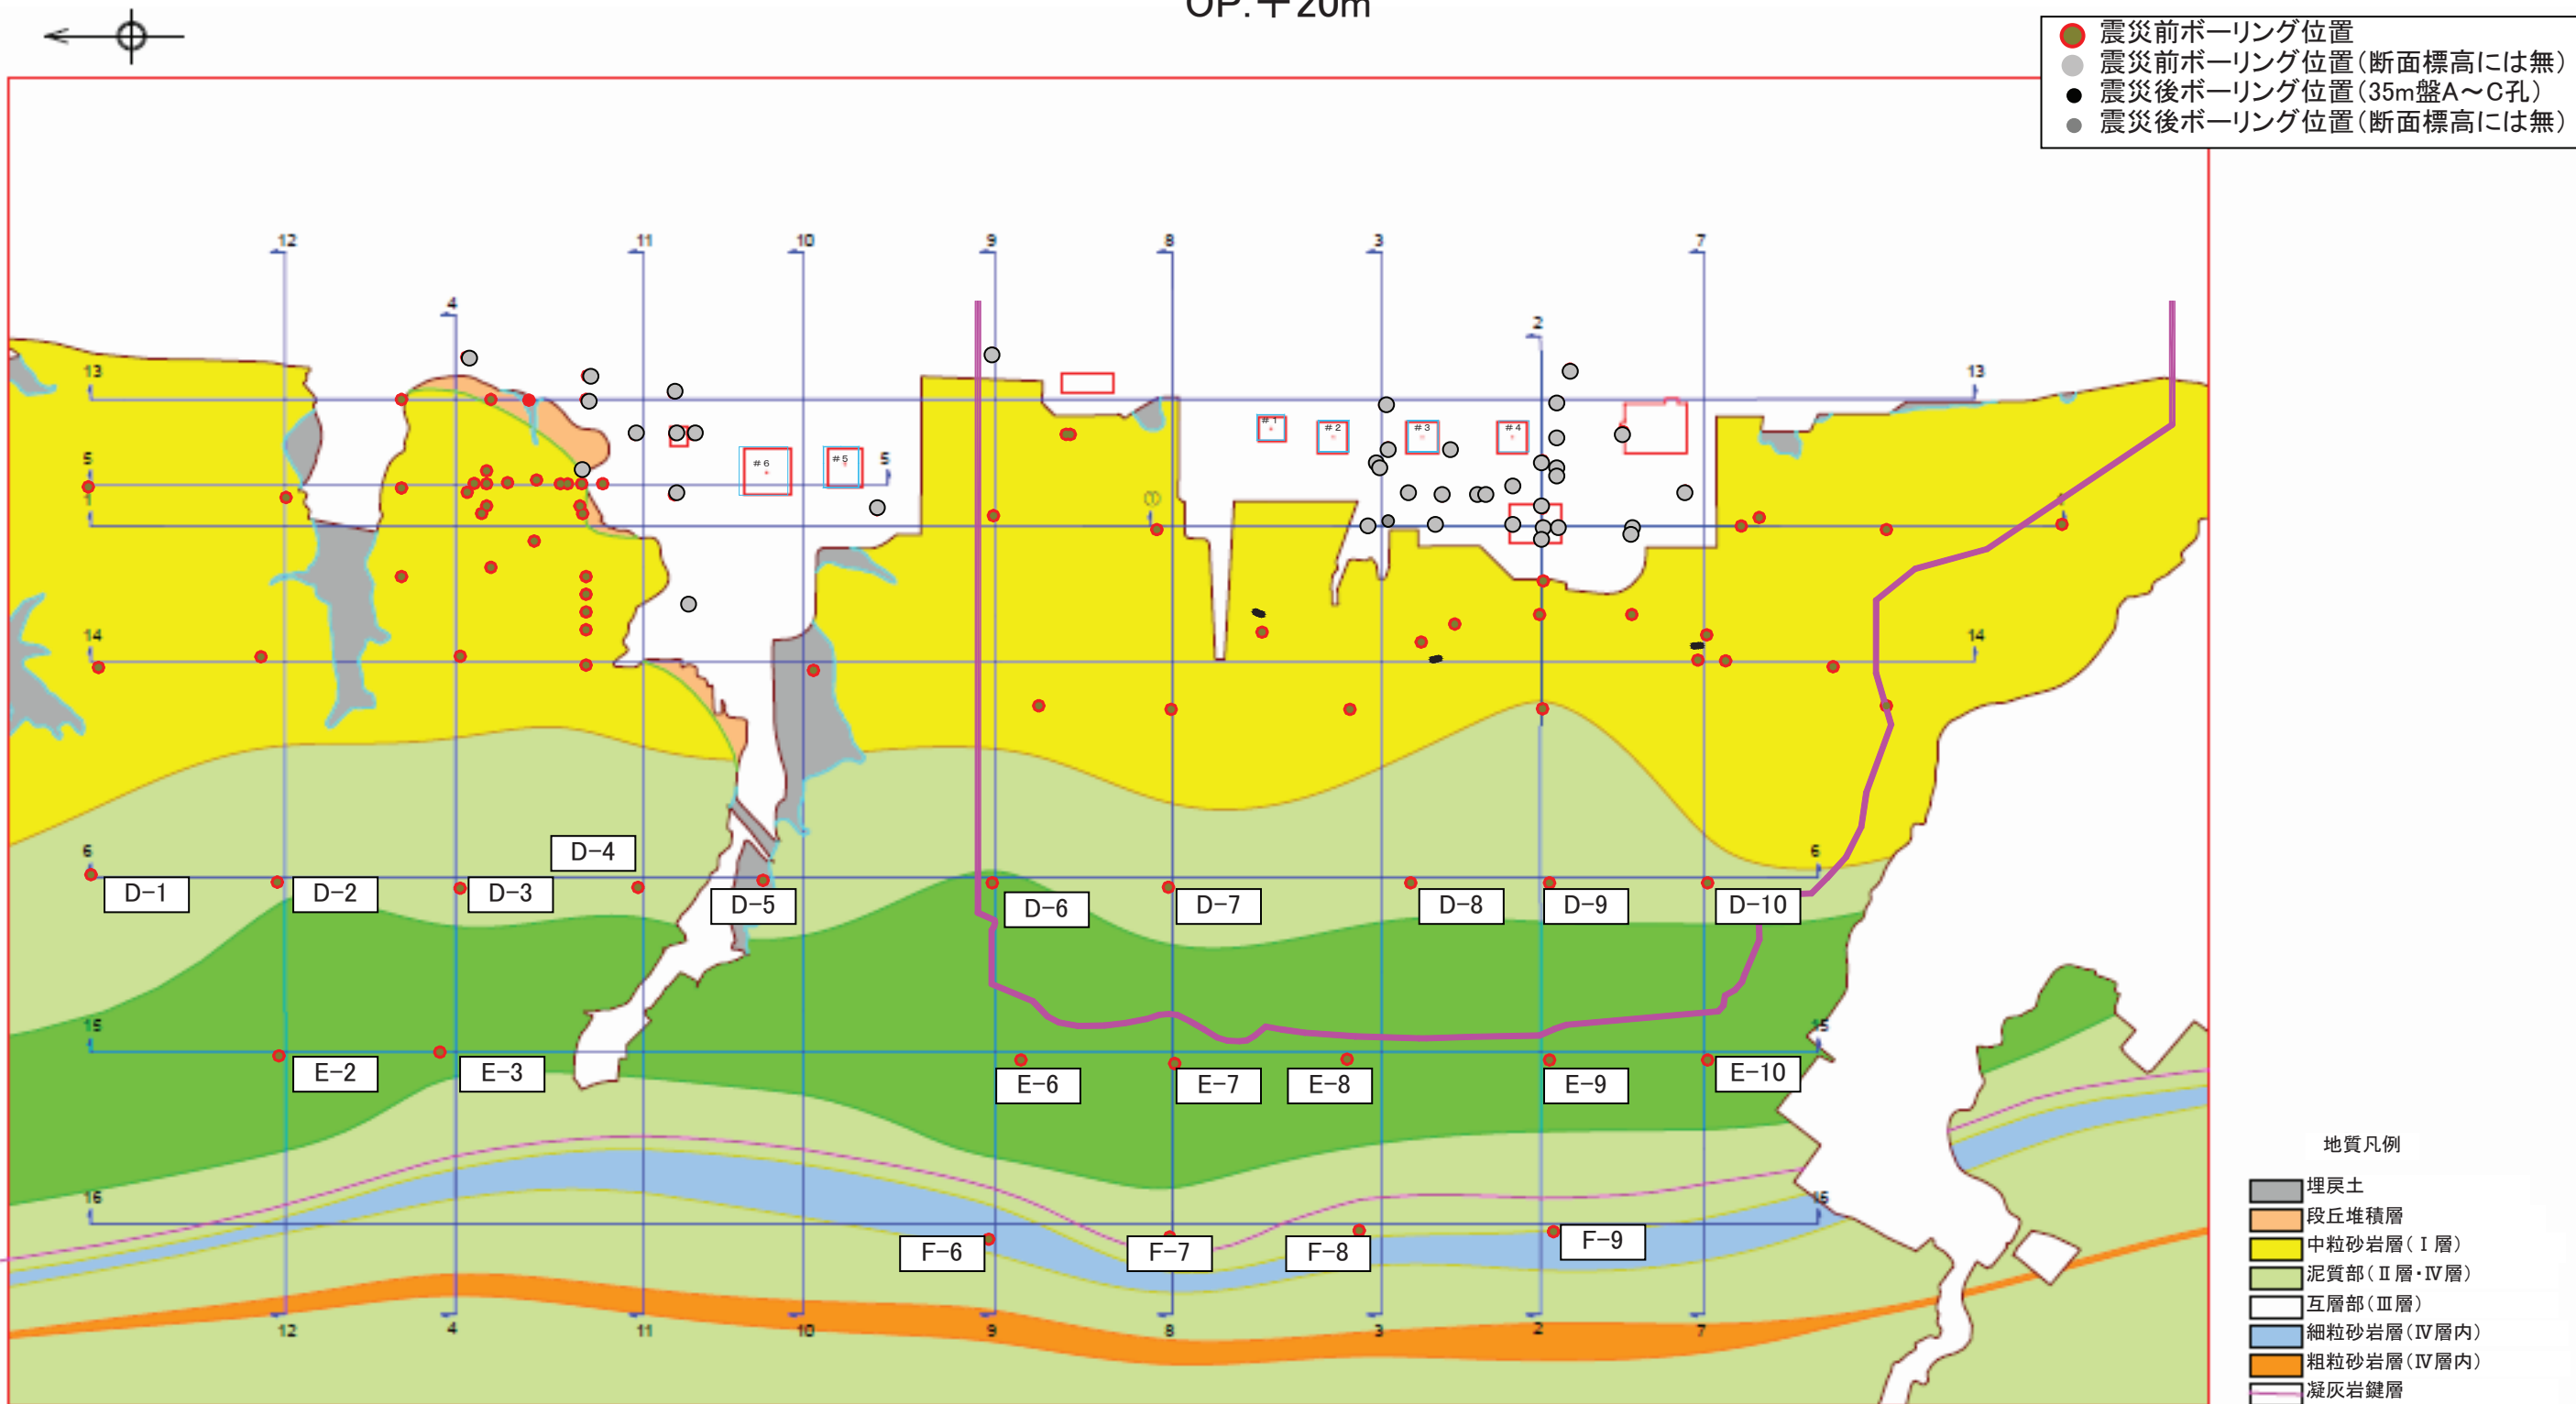 OP.+20m
震災前ボーリング位置
震災前ボーリング位置(断面標高には無)
震災後ボーリング位置(35m盤A～C孔)
震災後ボーリング位置(断面標高には無)
12
11
10
9
8
3
7
4
2
13
13
#1
#2
#3
#4
5
#6
#5
5
①
14
14
6
6
D-4
D-1
D-2
D-3
D-5
D-6
D-7
D-8
D-9
D-10
15
15
E-2
E-3
E-6
E-7
E-8
E-9
E-10
16
F-6
F-7
F-8
F-9
12
4
11
10
9
8
3
2
7
地質凡例
埋戻土
段丘堆積層
中粒砂岩層(Ⅰ層)
泥質部(Ⅱ層・Ⅳ層)
互層部(Ⅲ層)
細粒砂岩層(Ⅳ層内)
粗粒砂岩層(Ⅳ層内)
凝灰岩鍵層